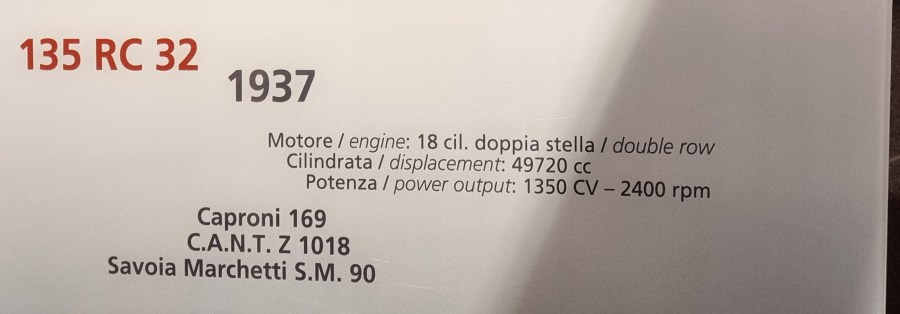 135 RC 32
1937
Motore / engine: 18 cil. doppia stella / double row
Cilindrata / displacement: 49720 cc
Potenza / power output: 1350 CV – 2400 rpm
Caproni 169
C.A.N.T. Z 1018
Savoia Marchetti S.M. 90